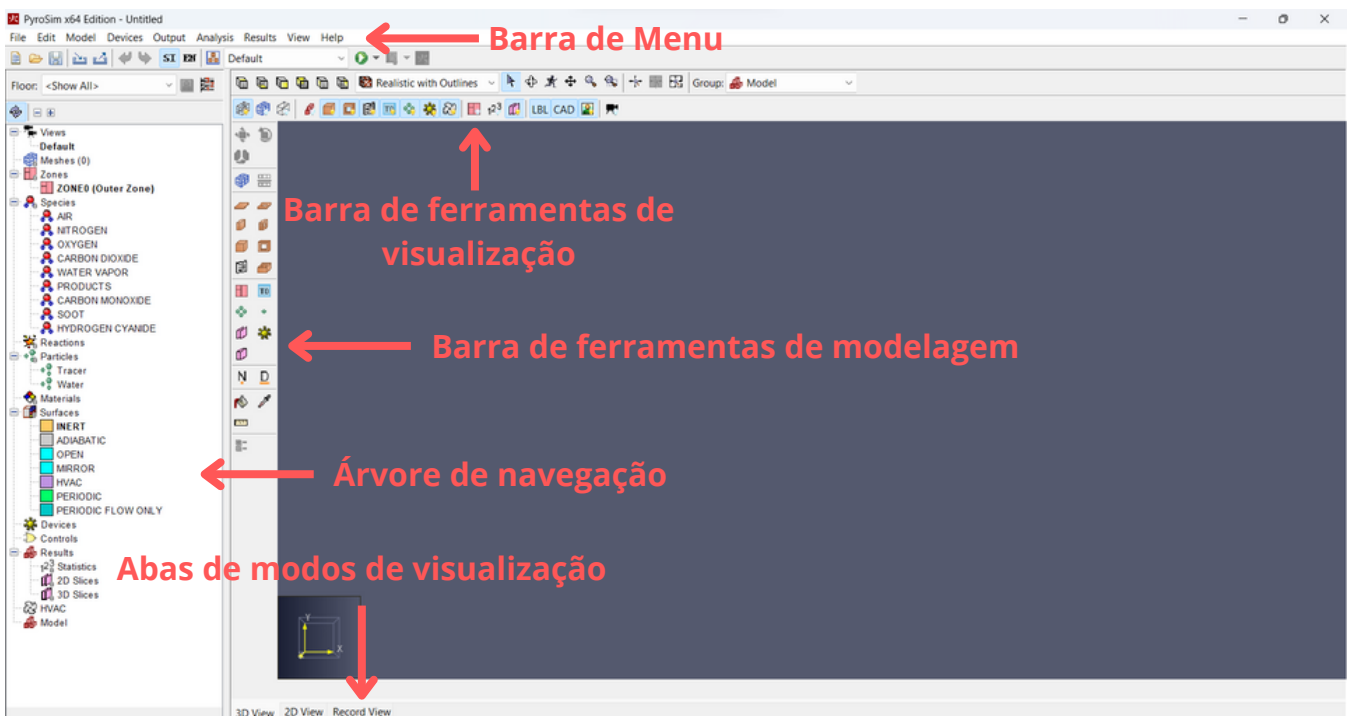 PyroSim x64 Edition - Untitled
File Edit Model Devices Output Analysis Results View Help
Barra de Menu
SI EN Default
Floor: <Show All>
Realistic with Outlines Group: Model
LBL CAD
Views
Default
Meshes (0)
Zones
ZONE0 (Outer Zone)
Species
AIR
NITROGEN
OXYGEN
CARBON DIOXIDE
WATER VAPOR
PRODUCTS
CARBON MONOXIDE
SOOT
HYDROGEN CYANIDE
Reactions
Particles
Tracer
Water
Materials
Surfaces
INERT
ADIABATIC
OPEN
MIRROR
HVAC
PERIODIC
PERIODIC FLOW ONLY
Devices
Controls
Results
Statistics
2D Slices
3D Slices
HVAC
Model
N D
Barra de ferramentas de
visualização
Barra de ferramentas de modelagem
Árvore de navegação
Abas de modos de visualização
Y
X
3D View 2D View Record View